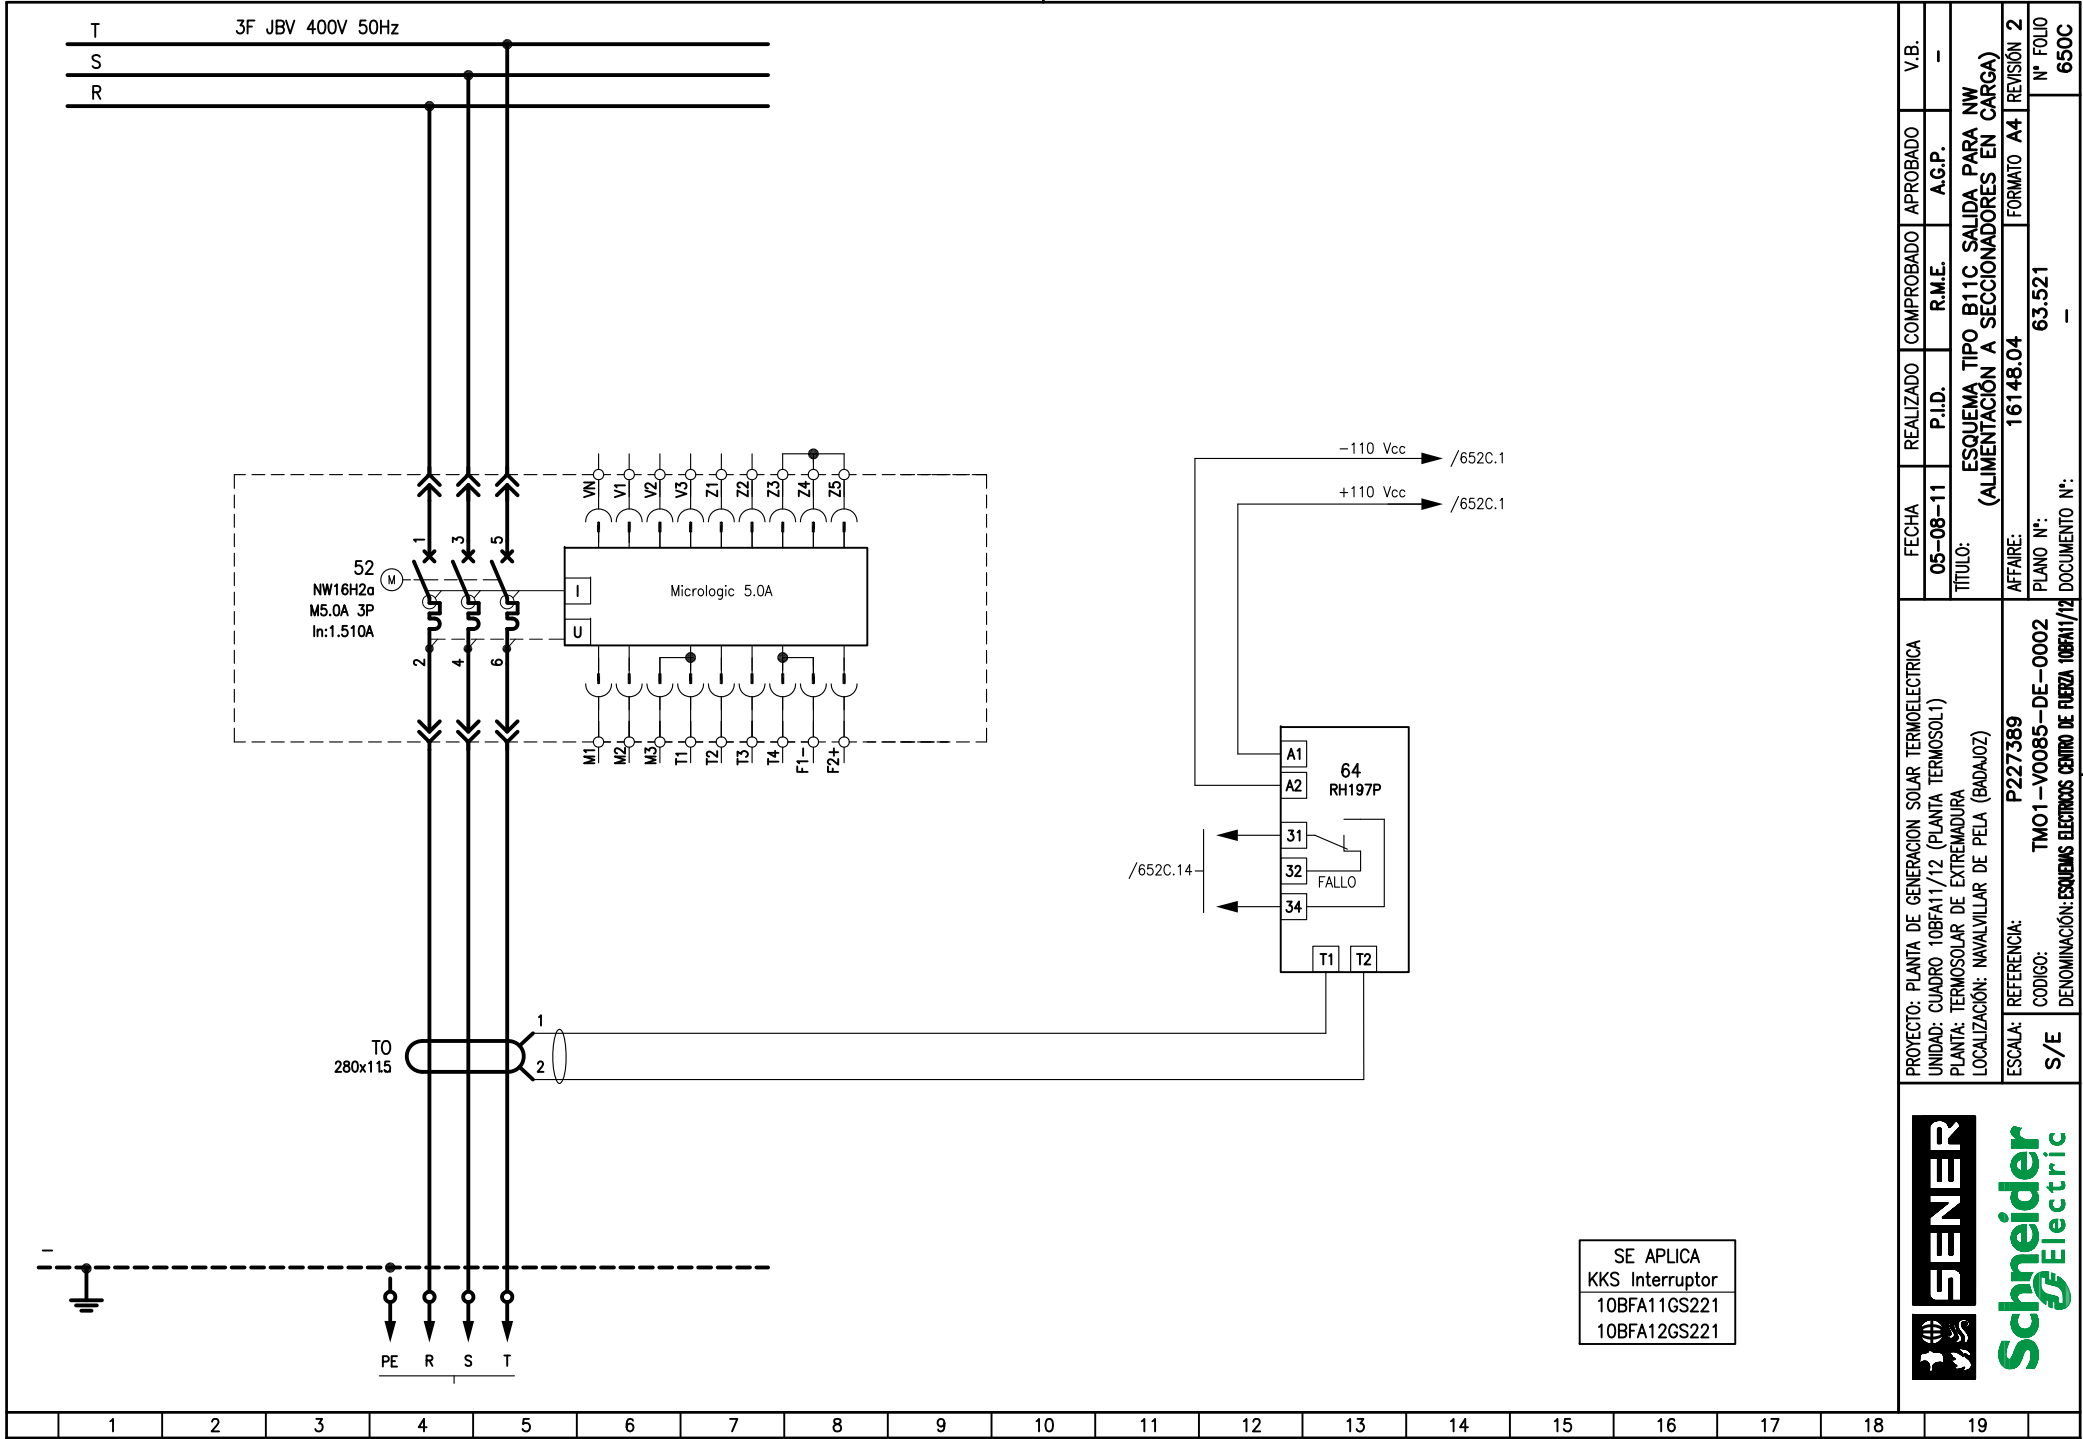 T
3F JBV 400V 50Hz
S
R
VN V1 V2 V3 Z1 Z2 Z3 Z4 Z5
1 3 5
52
M
NW16H2a
M5.0A 3P
In:1.510A
I
U
Micrologic 5.0A
2 4 6
M1 M2 M3 T1 T2 T3 T4 F1- F2+
-110 Vcc
/652C.1
+110 Vcc
/652C.1
A1
A2
64
RH197P
31
32
34
FALLO
/652C.14
T1 T2
TO
280x115
1
2
-
PE R S T
SE APLICA
KKS Interruptor
10BFA11GS221
10BFA12GS221
1 2 3 4 5 6 7 8 9 10 11 12 13 14 15 16 17 18 19
SENER
Schneider
Electric
PROYECTO: PLANTA DE GENERACION SOLAR TERMOELECTRICA
UNIDAD: CUADRO 10BFA11/12 (PLANTA TERMOSOL1)
PLANTA: TERMOSOLAR DE EXTREMADURA
LOCALIZACIÓN: NAVALVILLAR DE PELA (BADAJOZ)
ESCALA:
S/E
REFERENCIA: P227389
CODIGO: TMO1-V0085-DE-0002
DENOMINACIÓN: ESQUEMAS ELECTRICOS CENTRO DE FUERZA 10BFA11/12
FECHA REALIZADO COMPROBADO APROBADO V.B.
05-08-11 P.I.D. R.M.E. A.G.P. -
TÍTULO: ESQUEMA TIPO B11C SALIDA PARA NW
(ALIMENTACIÓN A SECCIONADORES EN CARGA)
AFFAIRE: 16148.04 FORMATO A4 REVISIÓN 2
PLANO N°: 63.521
DOCUMENTO N°: -
N° FOLIO
650C